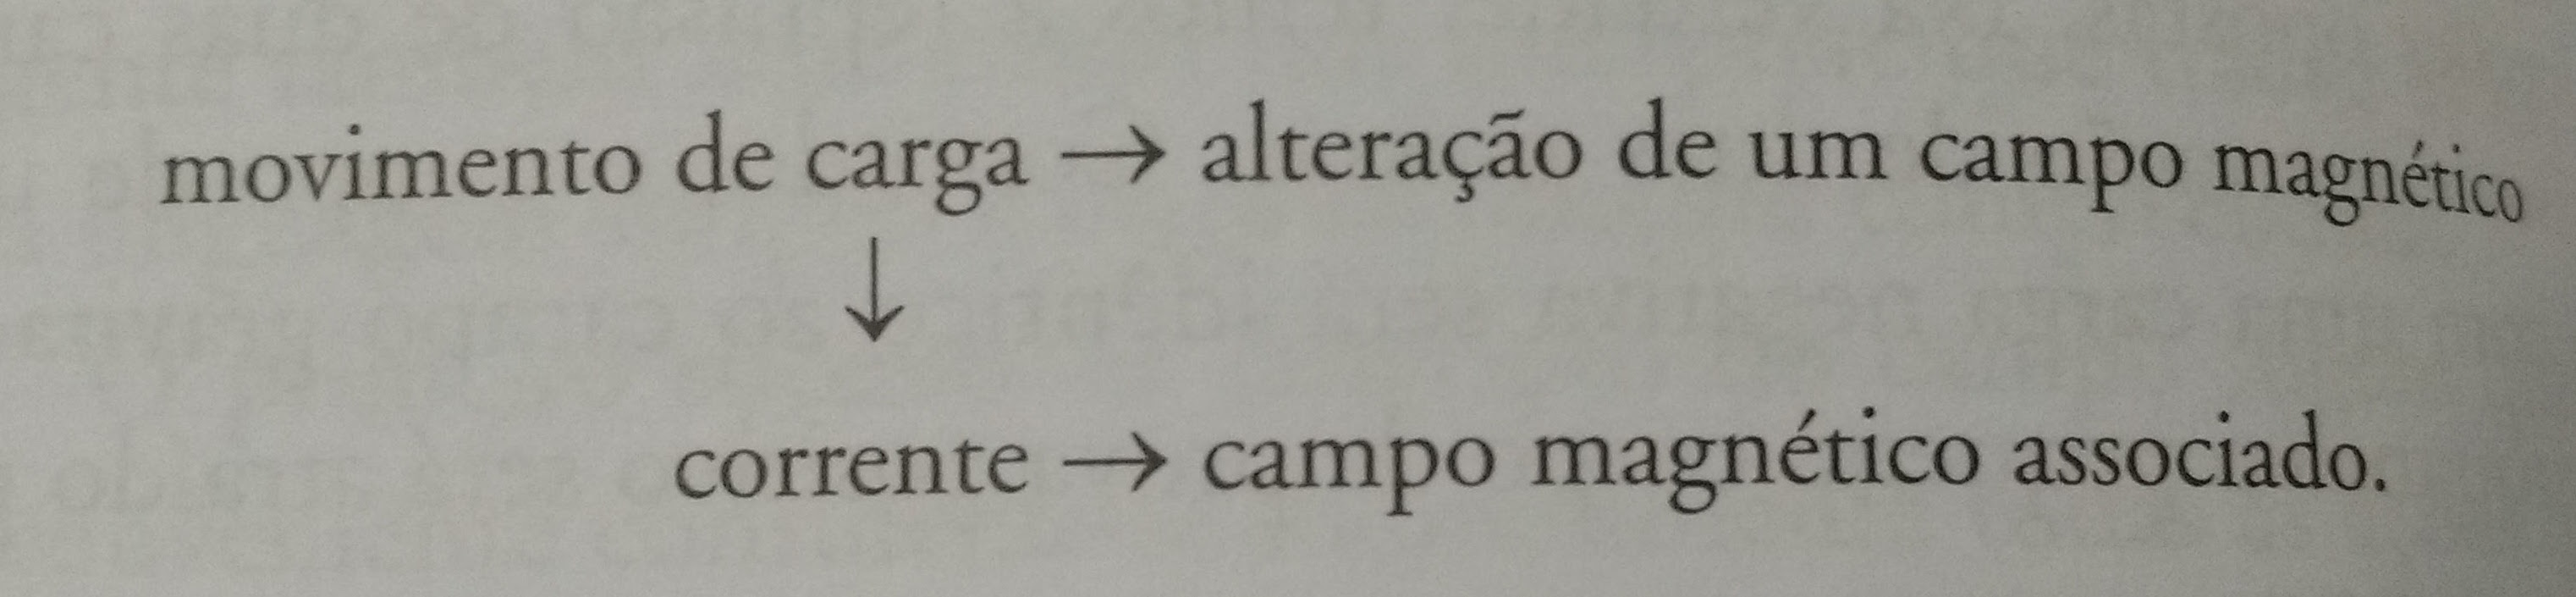 movimento de carga → alteração de um campo magnético
↓
corrente → campo magnético associado.